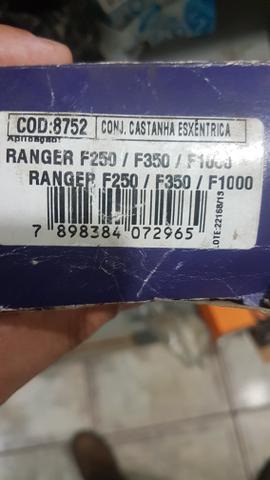 COD:8752 CONJ. CASTANHA ESXÊNTRICA
Aplicação:
RANGER F250 / F350 / F1000
RANGER F250 / F350 / F1000
7 898384 072965
LOTE:22168/13